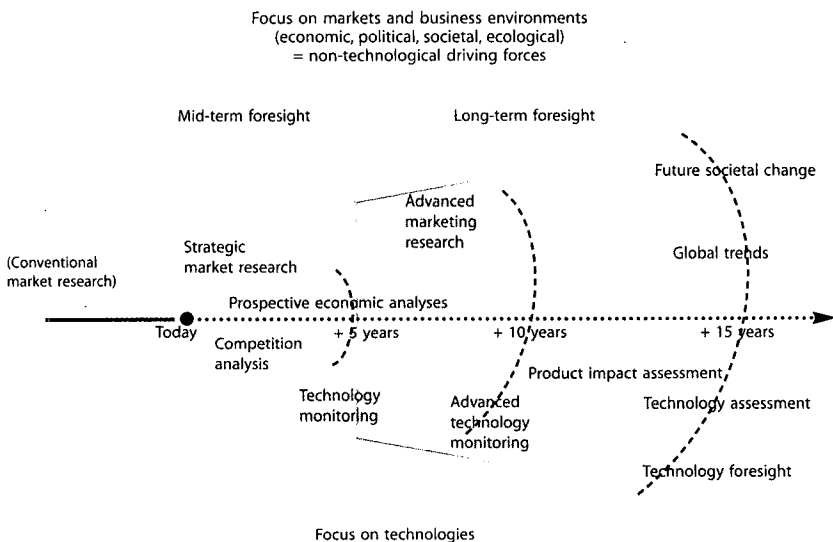 Focus on markets and business environments
(economic, political, societal, ecological)
= non-technological driving forces
Mid-term foresight
Long-term foresight
Future societal change
Advanced
marketing
research
Strategic
market research
Global trends
(Conventional
market research)
Prospective economic analyses
Today
+ 5 years
+ 10 years
+ 15 years
Competition
analysis
Product impact assessment
Technology
monitoring
Advanced
technology
monitoring
Technology assessment
Technology foresight
Focus on technologies